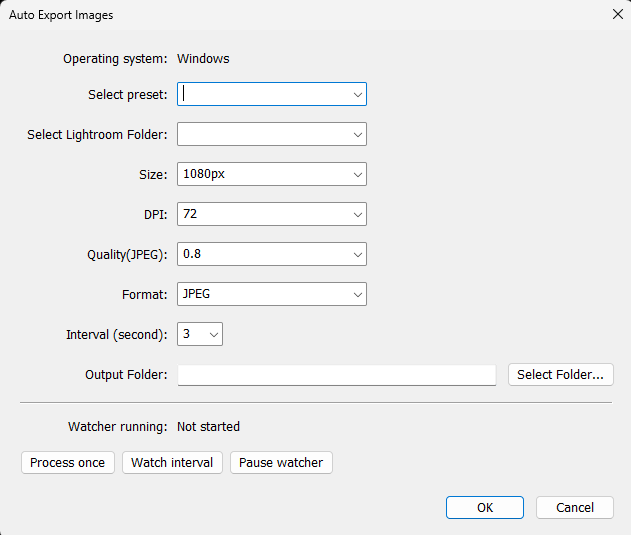 Auto Export Images
Operating system: Windows
Select preset:
Select Lightroom Folder:
Size: 1080px
DPI: 72
Quality(JPEG): 0.8
Format: JPEG
Interval (second): 3
Output Folder: Select Folder...
Watcher running: Not started
Process once Watch interval Pause watcher
OK Cancel